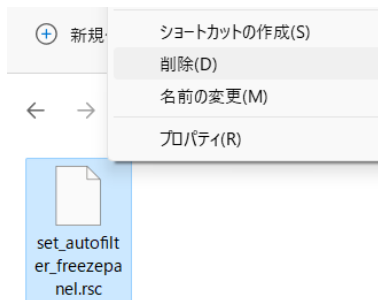 新規
ショートカットの作成(S)
削除(D)
名前の変更(M)
プロパティ(R)
set_autofilt
er_freezepa
nel.rsc